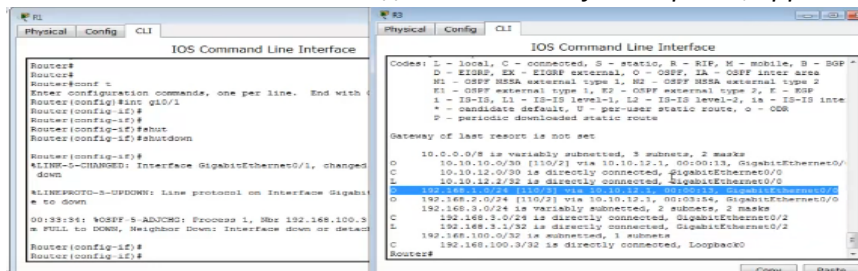 R1
Physical Config CLI
IOS Command Line Interface
Router#
Router#
Router#conf t
Enter configuration commands, one per line. End with
Router(config)#int gi0/1
Router(config-if)#
Router(config-if)#
Router(config-if)#shut
Router(config-if)#shutdown
Router(config-if)#
%LINK-5-CHANGED: Interface GigabitEthernet0/1, changed
down
%LINEPROTO-5-UPDOWN: Line protocol on Interface Gigabi
e to down
00:33:34: %OSPF-5-ADJCHG: Process 1, Nbr 192.168.100.3
m FULL to DOWN, Neighbor Down: Interface down or detac
Router(config-if)#
Router(config-if)#
R3
Physical Config CLI
IOS Command Line Interface
Codes: L - local, C - connected, S - static, R - RIP, M - mobile, B - BGP
D - EIGRP, EX - EIGRP external, O - OSPF, IA - OSPF inter area
N1 - OSPF NSSA external type 1, N2 - OSPF NSSA external type 2
E1 - OSPF external type 1, E2 - OSPF external type 2, E - EGP
i - IS-IS, L1 - IS-IS level-1, L2 - IS-IS level-2, ia - IS-IS inte
* - candidate default, U - per-user static route, o - ODR
P - periodic downloaded static route
Gateway of last resort is not set
10.0.0.0/8 is variably subnetted, 3 subnets, 2 masks
O 10.10.10.0/30 [110/2] via 10.10.12.1, 00:00:13, GigabitEthernet0/
C 10.10.12.0/30 is directly connected, GigabitEthernet0/0
L 10.10.12.2/32 is directly connected, GigabitEthernet0/0
O 192.168.1.0/24 [110/3] via 10.10.12.1, 00:00:13, GigabitEthernet0/0
O 192.168.2.0/24 [110/2] via 10.10.12.1, 00:03:54, GigabitEthernet0/0
192.168.3.0/24 is variably subnetted, 2 subnets, 2 masks
C 192.168.3.0/24 is directly connected, GigabitEthernet0/2
L 192.168.3.1/32 is directly connected, GigabitEthernet0/2
192.168.100.0/32 is subnetted, 1 subnets
C 192.168.100.3/32 is directly connected, Loopback0
Router#
Copy Paste